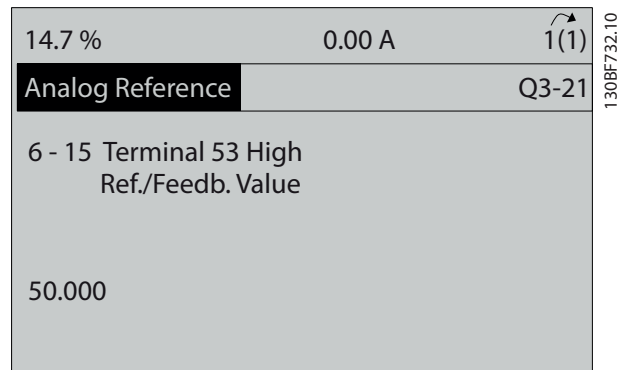 14.7 % 0.00 A 1(1)
Analog Reference Q3-21
6 - 15 Terminal 53 High
Ref./Feedb. Value
50.000
130BF732.10